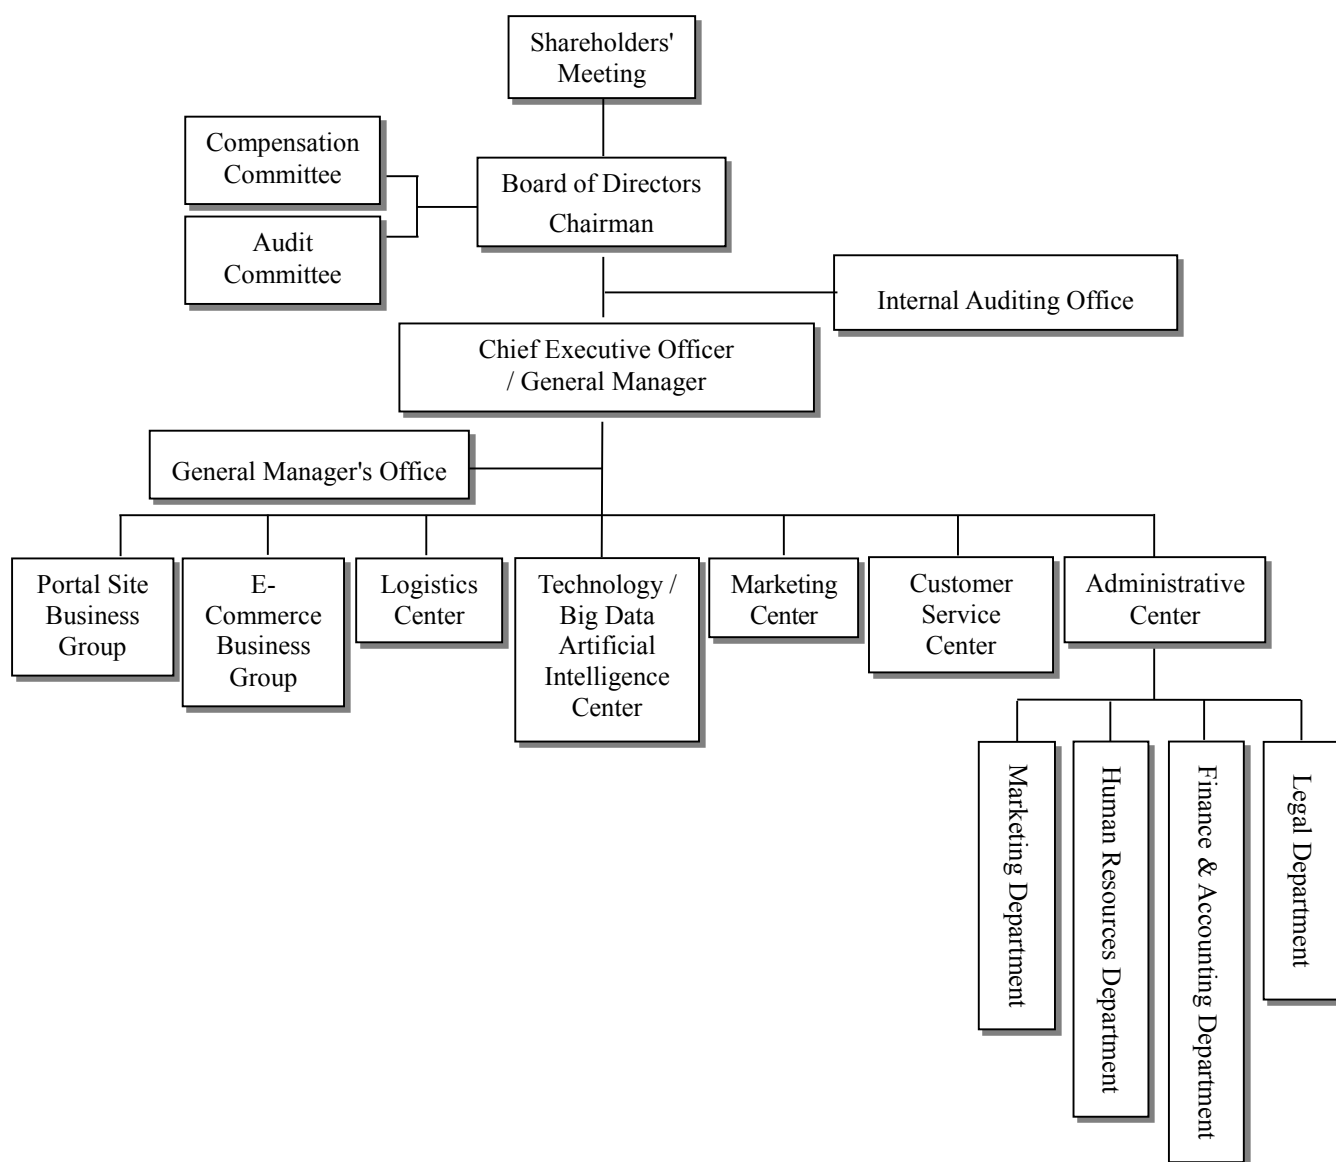 Shareholders'
Meeting
Compensation
Committee
Board of Directors
Chairman
Audit
Committee
Internal Auditing Office
Chief Executive Officer
/ General Manager
General Manager's Office
Portal Site
Business
Group
E-
Commerce
Business
Group
Logistics
Center
Technology /
Big Data
Artificial
Intelligence
Center
Marketing
Center
Customer
Service
Center
Administrative
Center
Marketing Department
Human Resources Department
Finance & Accounting Department
Legal Department